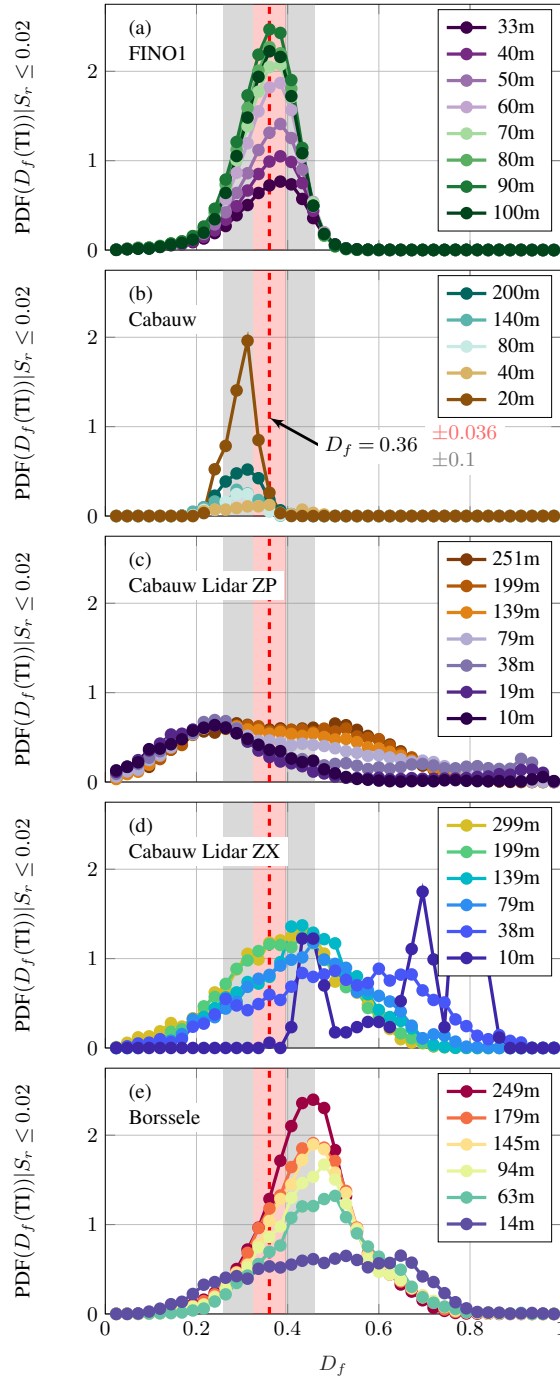 (a)
FINO1
33m
40m
50m
60m
70m
80m
90m
100m
2
1
0
PDF(D_f(TI))|S_r ≤ 0.02
(b)
Cabauw
200m
140m
80m
40m
20m
D_f = 0.36
±0.036
±0.1
2
1
0
PDF(D_f(TI))|S_r ≤ 0.02
(c)
Cabauw Lidar ZP
251m
199m
139m
79m
38m
19m
10m
2
1
0
PDF(D_f(TI))|S_r ≤ 0.02
(d)
Cabauw Lidar ZX
299m
199m
139m
79m
38m
10m
2
1
0
PDF(D_f(TI))|S_r ≤ 0.02
(e)
Borssele
249m
179m
145m
94m
63m
14m
2
1
0
PDF(D_f(TI))|S_r ≤ 0.02
0 0.2 0.4 0.6 0.8 1
D_f